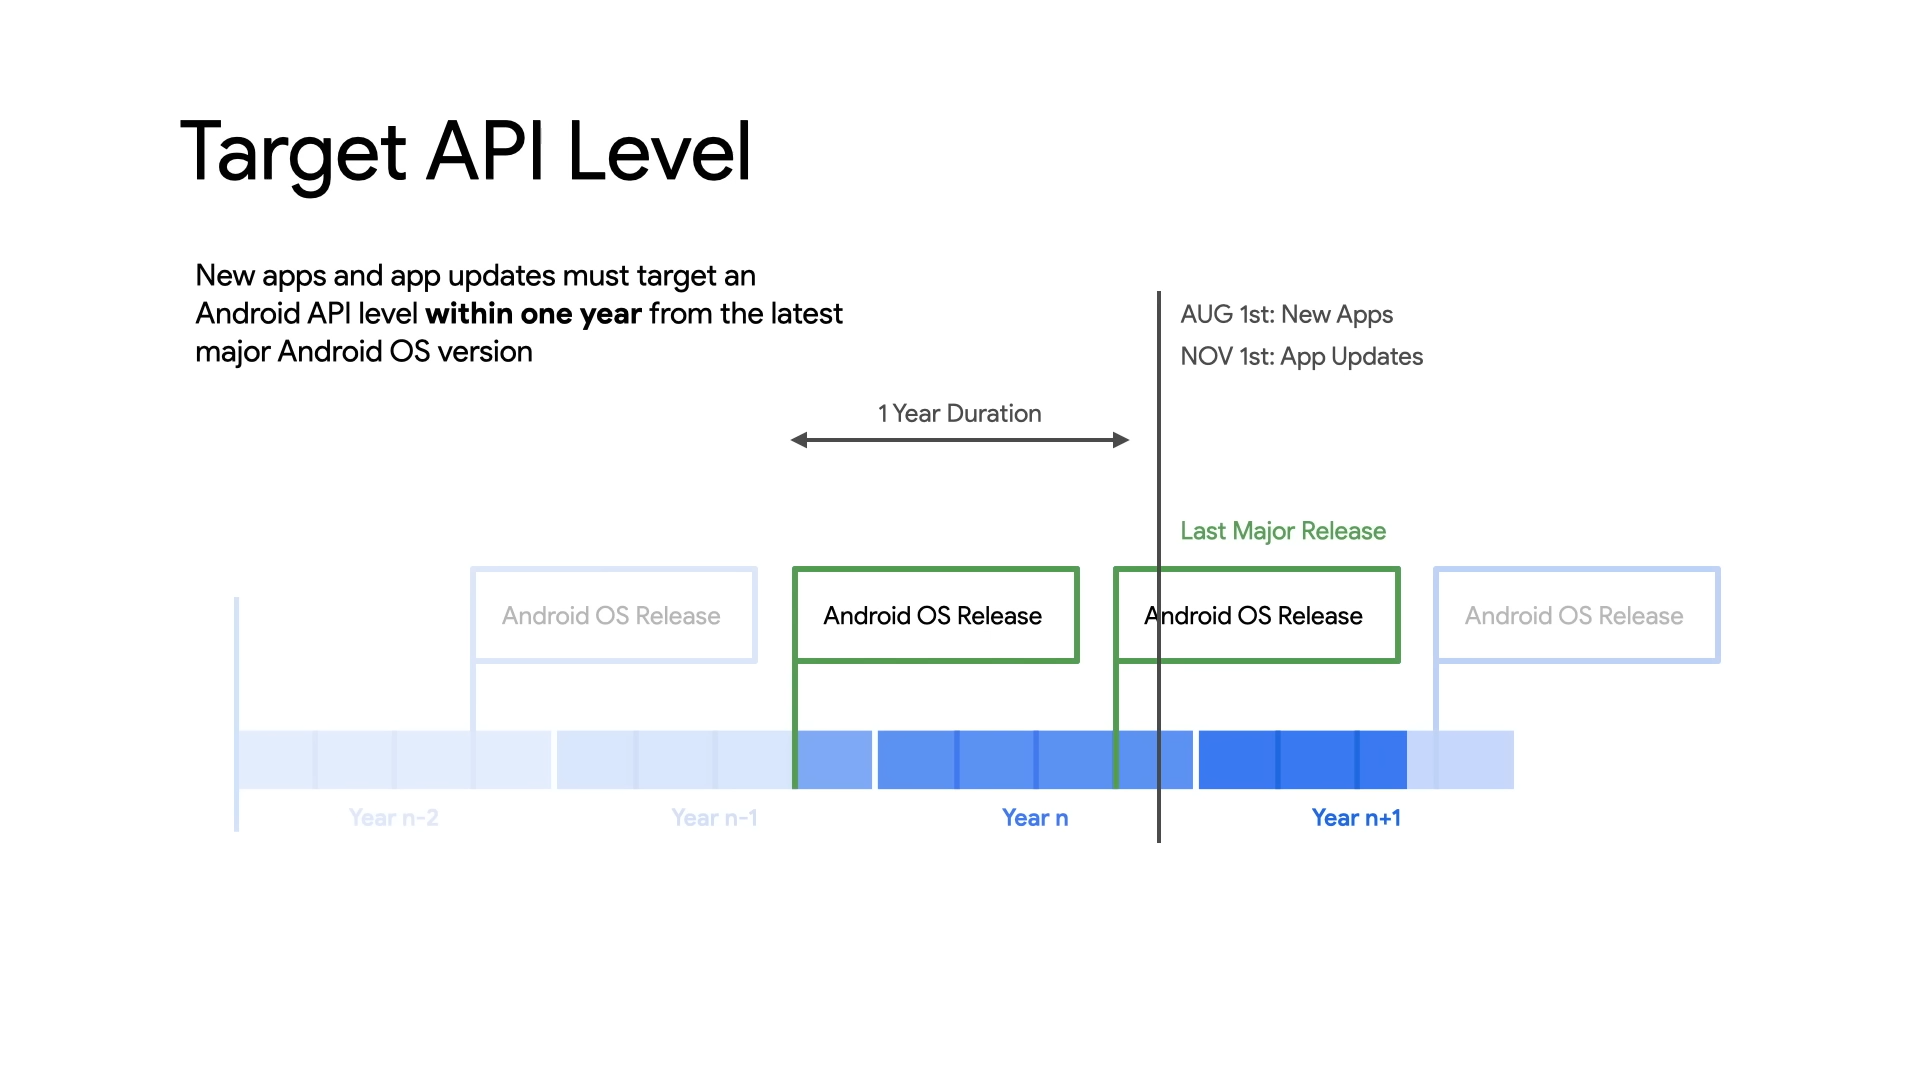 Target API Level
New apps and app updates must target an
Android API level within one year from the latest
major Android OS version
AUG 1st: New Apps
NOV 1st: App Updates
1 Year Duration
Last Major Release
Android OS Release
Android OS Release
Android OS Release
Android OS Release
Year n-2
Year n-1
Year n
Year n+1